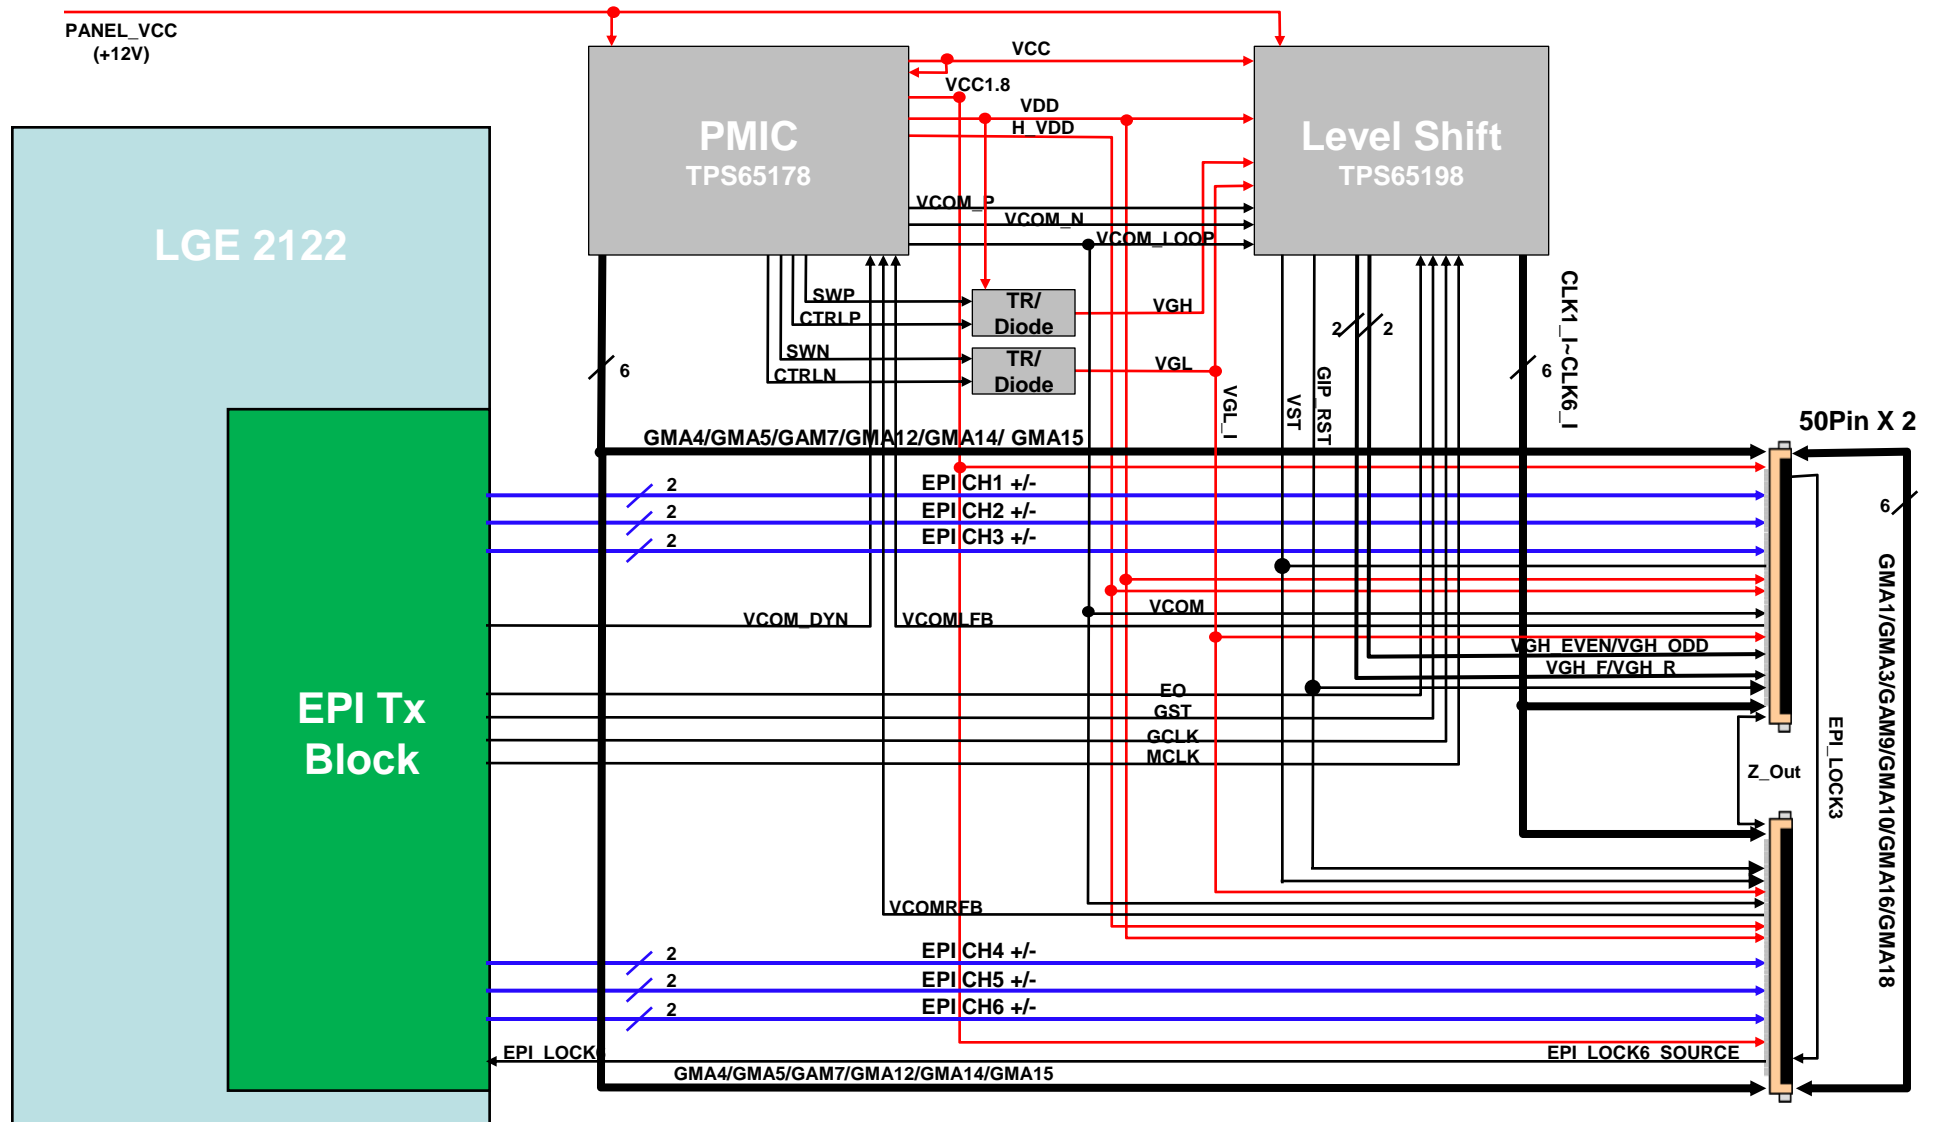 PANEL_VCC
(+12V)
VCC
VCC1.8
VDD
H_VDD
PMIC
TPS65178
Level Shift
TPS65198
LGE 2122
VCOM_P
VCOM_N
VCOM_LOOP
SWP
CTRLP
SWN
CTRLN
TR/
Diode
TR/
Diode
VGH
VGL
VGL_I
VST
GIP_RST
2
2
CLK1_I~CLK6_I
6
6
50Pin X 2
GMA4/GMA5/GAM7/GMA12/GMA14/ GMA15
2
EPI CH1 +/-
2
EPI CH2 +/-
2
EPI CH3 +/-
6
GMA1/GMA3/GAM9/GMA10/GMA16/GMA18
VCOM
VCOM_DYN
VCOMLFB
VGH_EVEN/VGH_ODD
VGH_F/VGH_R
EPI Tx
Block
EO
GST
GCLK
MCLK
Z_Out
EPI_LOCK3
VCOMRFB
2
EPI CH4 +/-
2
EPI CH5 +/-
2
EPI CH6 +/-
EPI_LOCK6
EPI_LOCK6_SOURCE
GMA4/GMA5/GAM7/GMA12/GMA14/GMA15